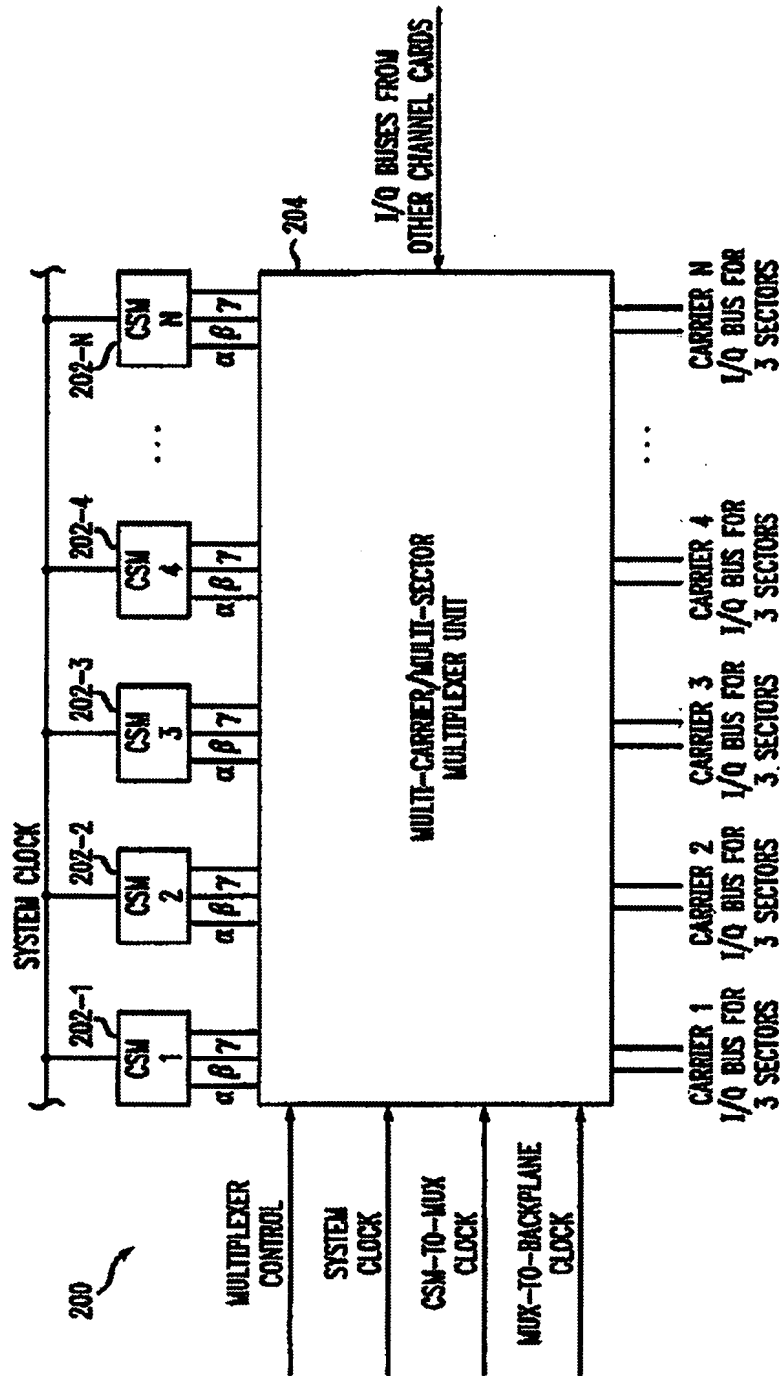 200
SYSTEM CLOCK
202-1
202-2
202-3
202-4
202-N
CSM
1
CSM
2
CSM
3
CSM
4
CSM
N
...
α β γ
α β γ
α β γ
α β γ
α β γ
204
MULTIPLEXER
CONTROL
SYSTEM
CLOCK
CSM-TO-MUX
CLOCK
MUX-TO-BACKPLANE
CLOCK
MULTI-CARRIER/MULTI-SECTOR
MULTIPLEXER UNIT
I/Q BUSES FROM
OTHER CHANNEL CARDS
CARRIER 1
I/Q BUS FOR
3 SECTORS
CARRIER 2
I/Q BUS FOR
3 SECTORS
CARRIER 3
I/Q BUS FOR
3 SECTORS
CARRIER 4
I/Q BUS FOR
3 SECTORS
...
CARRIER N
I/Q BUS FOR
3 SECTORS